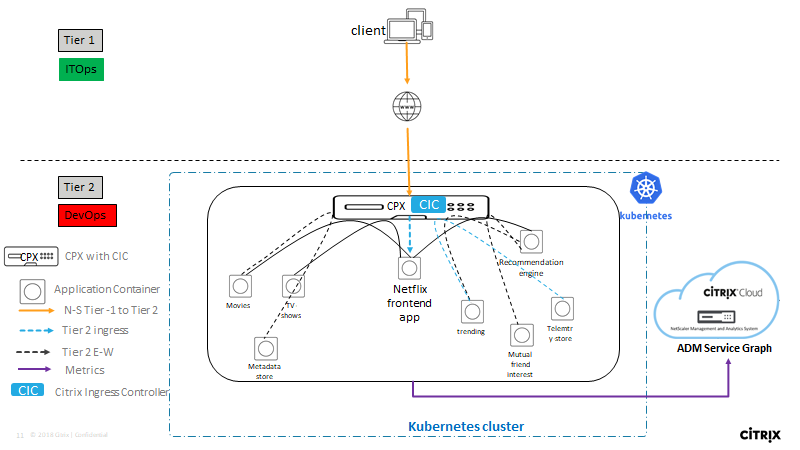 client
Tier 1
ITOps
Tier 2
DevOps
kubernetes
CPX
CIC
CPX
CPX with CIC
Application Container
N-S Tier -1 to Tier 2
Tier 2 ingress
Tier 2 E-W
Metrics
CIC
Citrix Ingress Controller
Movies
TV
shows
Metadata
store
Netflix
frontend
app
trending
Recommendation
engine
Mutual
friend
interest
Telemtr
y-store
CITRIX Cloud
NetScaler Management and Analytics System
ADM Service Graph
Kubernetes cluster
11
© 2018 Citrix | Confidential
CITRIX